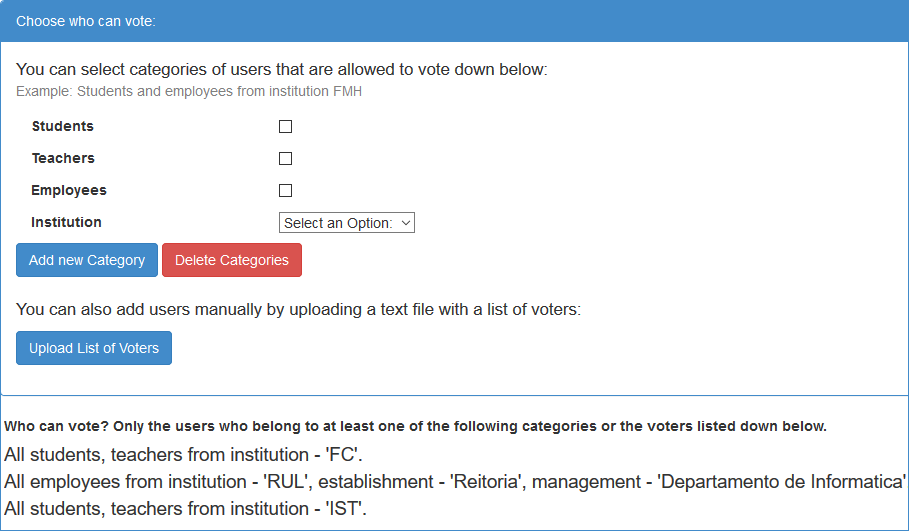 Choose who can vote:
You can select categories of users that are allowed to vote down below:
Example: Students and employees from institution FMH
Students
Teachers
Employees
Institution Select an Option:
Add new Category Delete Categories
You can also add users manually by uploading a text file with a list of voters:
Upload List of Voters
Who can vote? Only the users who belong to at least one of the following categories or the voters listed down below.
All students, teachers from institution - 'FC'.
All employees from institution - 'RUL', establishment - 'Reitoria', management - 'Departamento de Informatica'
All students, teachers from institution - 'IST'.